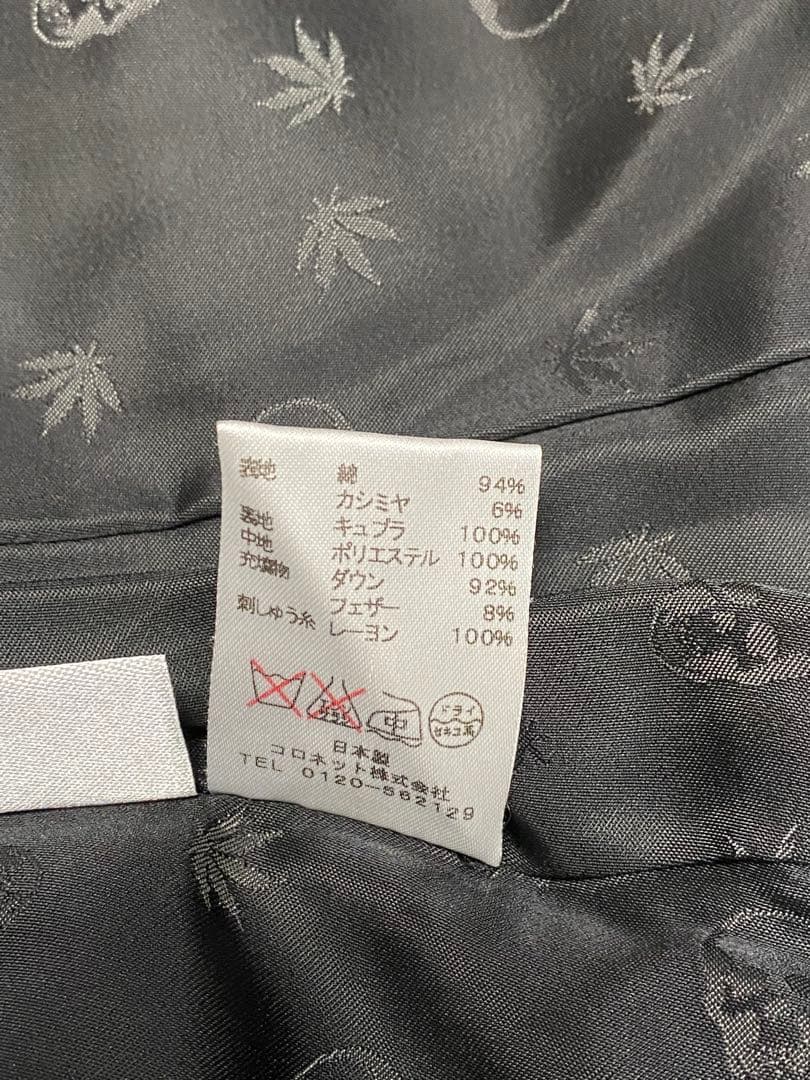 表地 綿 94%
カシミヤ 6%
裏地 キュプラ 100%
中地 ポリエステル 100%
充填物 ダウン 92%
フェザー 8%
刺しゅう糸 レーヨン 100%
中 ドライ セキユ系
日本製
コロネット株式会社
TEL 0120-562129